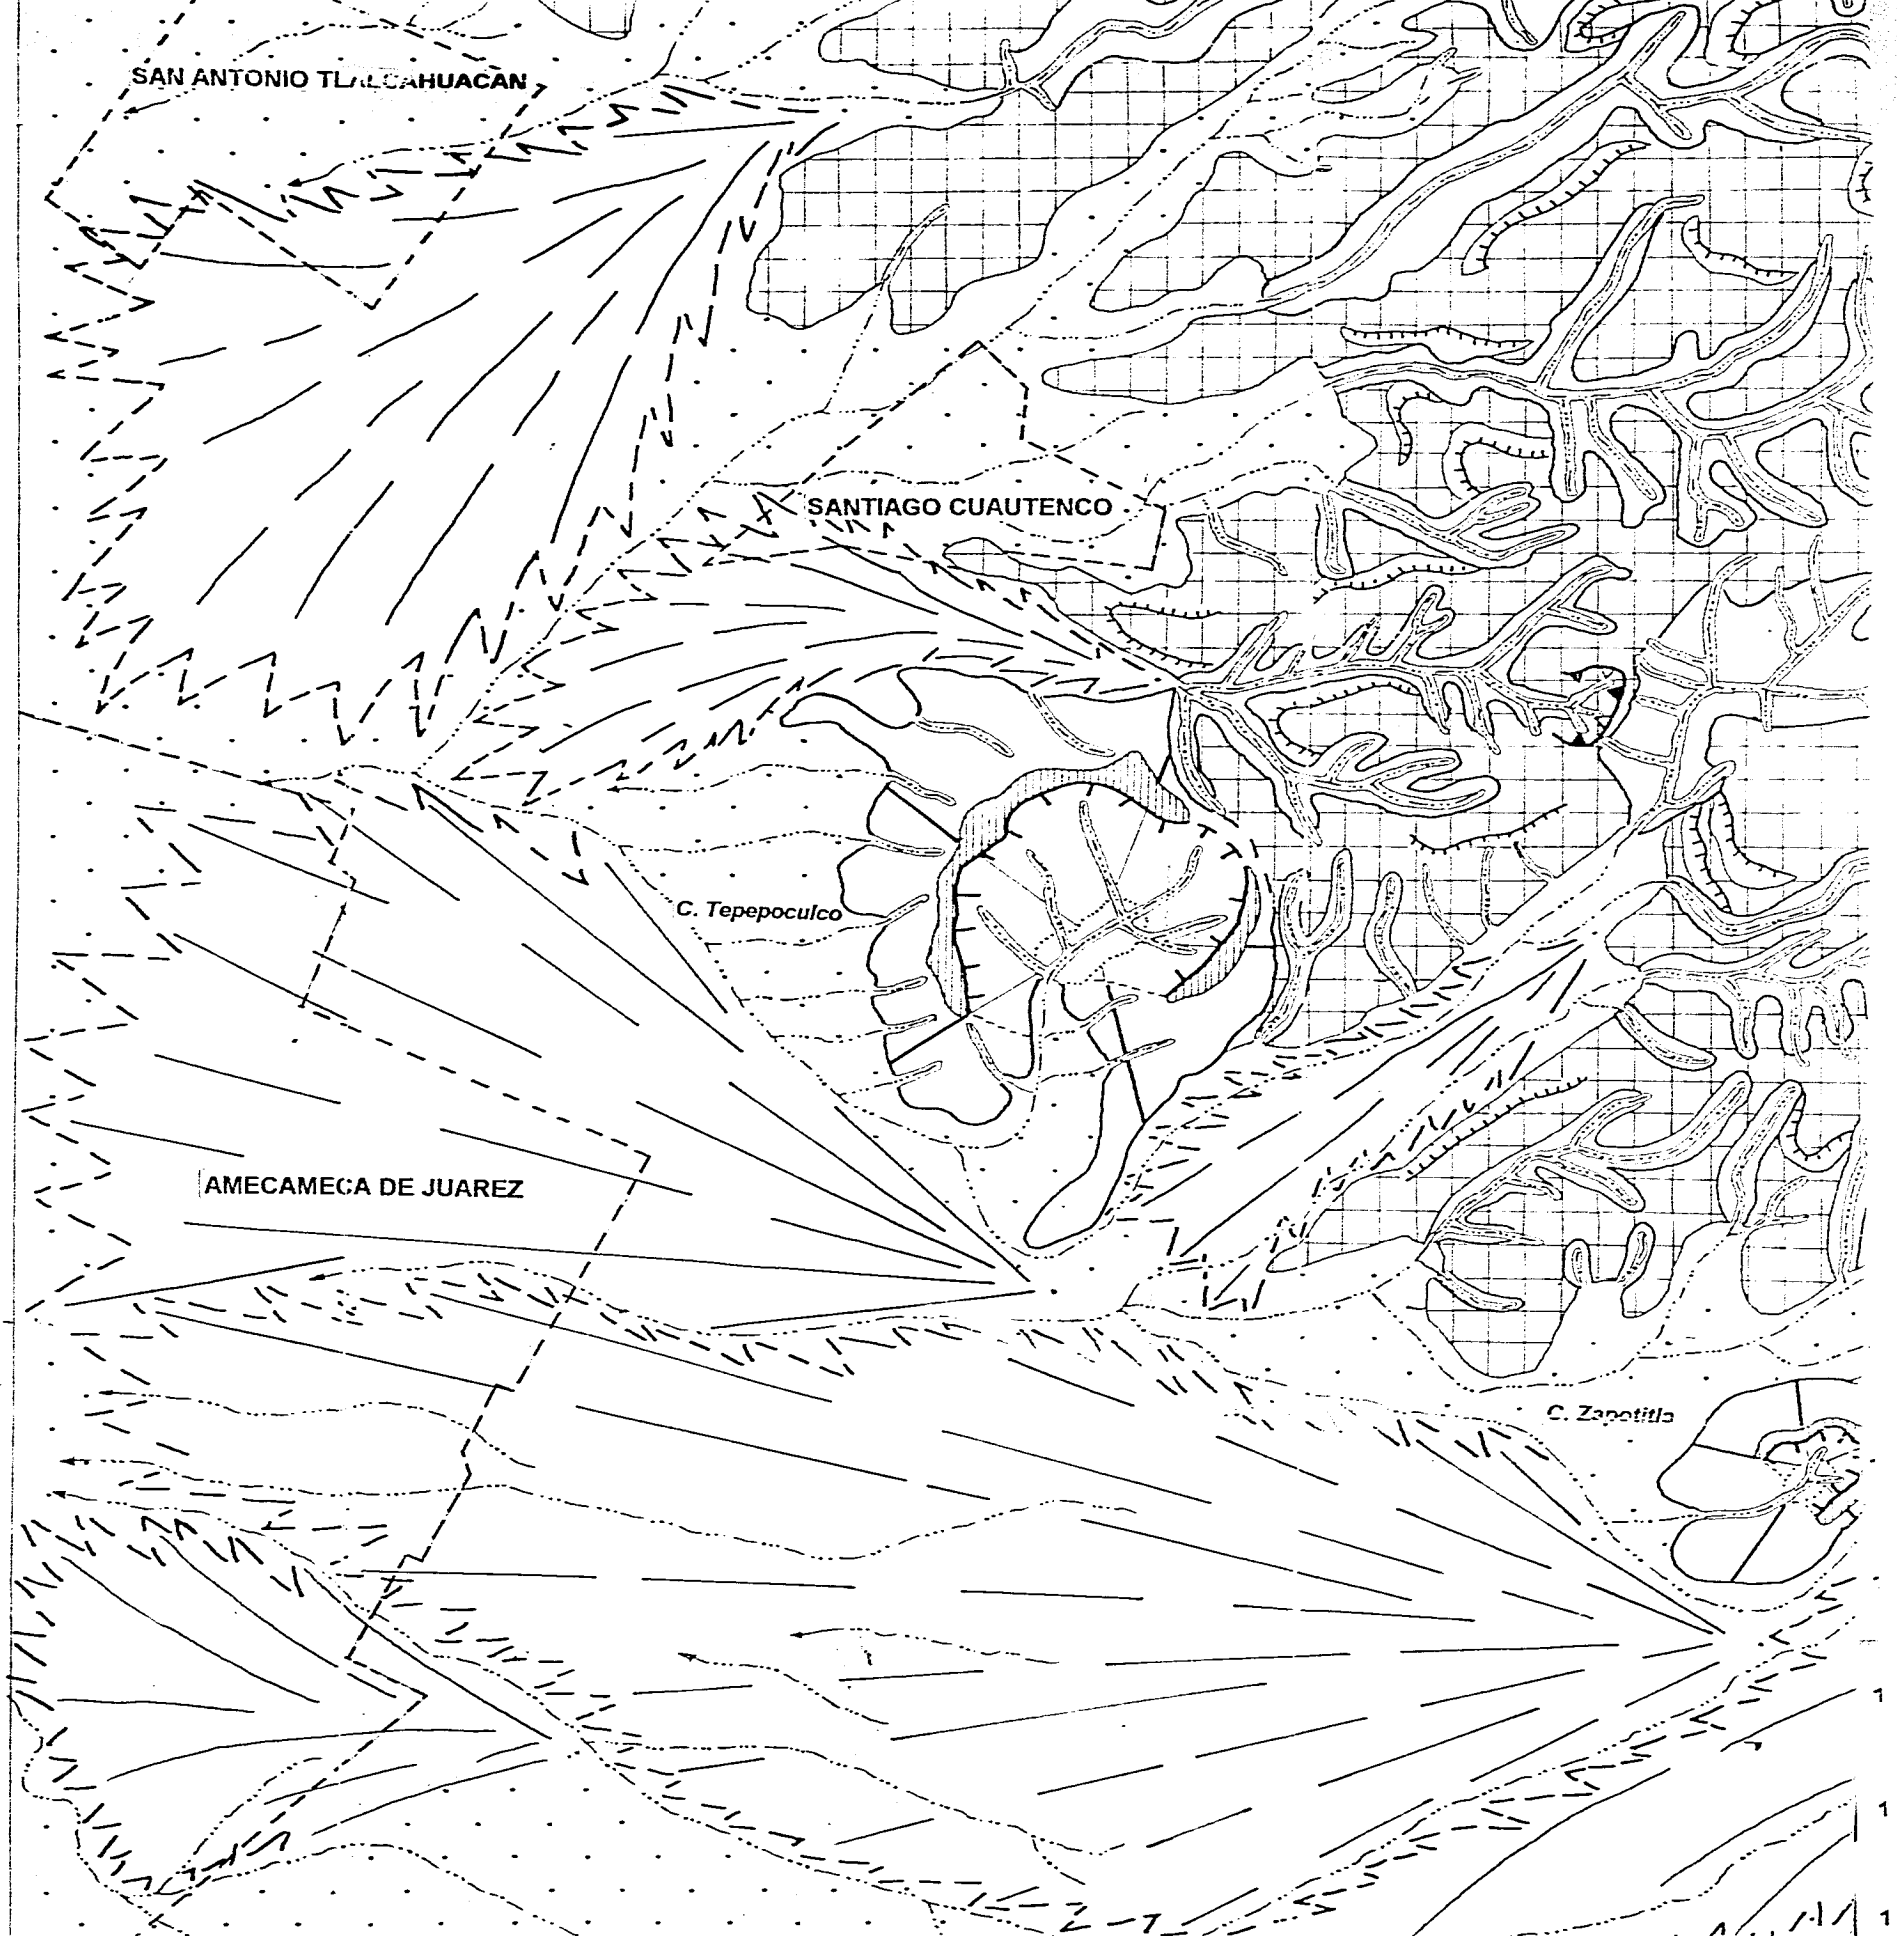 SAN ANTONIO TLALCAHUACAN
SANTIAGO CUAUTENCO
C. Tepepoculco
AMECAMECA DE JUAREZ
C. Zapotitla
1
1
1